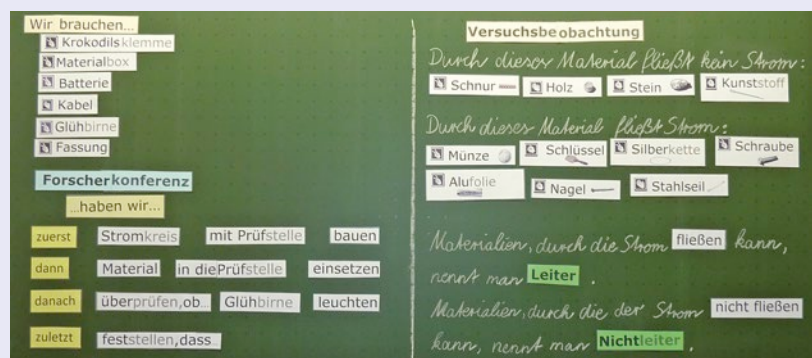 Wir brauchen...
Krokodilsklemme
Materialbox
Batterie
Kabel
Glühbirne
Fassung
Forscherkonferenz
...haben wir...
zuerst Stromkreis mit Prüfstelle bauen
dann Material in die Prüfstelle einsetzen
danach überprüfen,ob... Glühbirne leuchten
zuletzt feststellen,dass...
Versuchsbeobachtung
Durch dieses Material fließt kein Strom:
Schnur Holz Stein Kunststoff
Durch dieses Material fließt Strom:
Münze Schlüssel Silberkette Schraube
Alufolie Nagel Stahlseil
Materialien, durch die Strom fließen kann,
nennt man Leiter.
Materialien, durch die der Strom nicht fließen
kann, nennt man Nichtleiter.